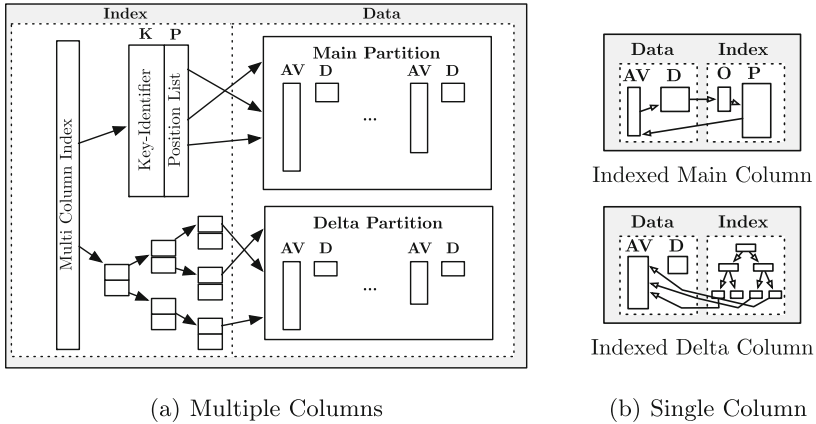 Index
Data
Multi Column Index
K P
Key-Identifier
Position List
Main Partition
AV D
AV D
...
Delta Partition
AV D
AV D
...
(a) Multiple Columns
Data Index
AV D O P
Indexed Main Column
Data Index
AV D
Indexed Delta Column
(b) Single Column